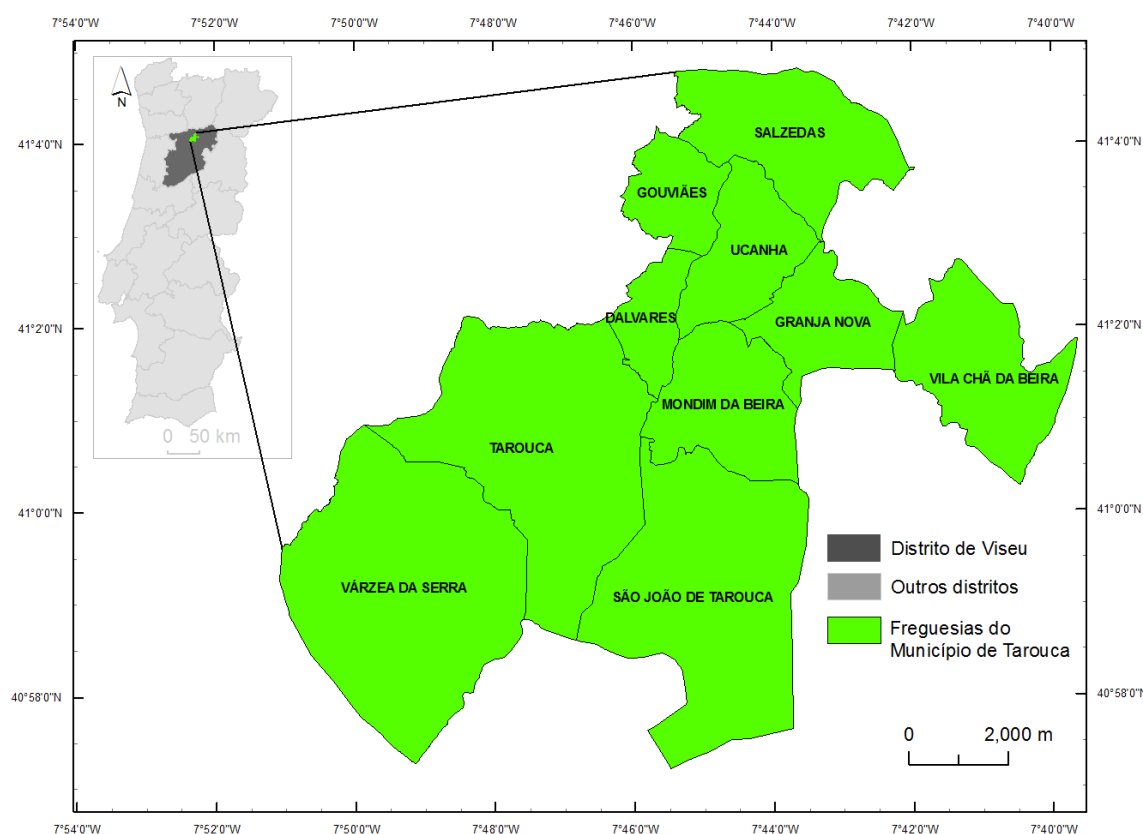 7°54'0"W 7°52'0"W 7°50'0"W 7°48'0"W 7°46'0"W 7°44'0"W 7°42'0"W 7°40'0"W
N
0 50 km
41°4'0"N 41°4'0"N
41°2'0"N 41°2'0"N
41°0'0"N 41°0'0"N
40°58'0"N 40°58'0"N
SALZEDAS
GOUVIÃES
UCANHA
DALVARES
GRANJA NOVA
VILA CHÃ DA BEIRA
MONDIM DA BEIRA
TAROUCA
VÁRZEA DA SERRA
SÃO JOÃO DE TAROUCA
Distrito de Viseu
Outros distritos
Freguesias do
Município de Tarouca
0 2,000 m
7°54'0"W 7°52'0"W 7°50'0"W 7°48'0"W 7°46'0"W 7°44'0"W 7°42'0"W 7°40'0"W